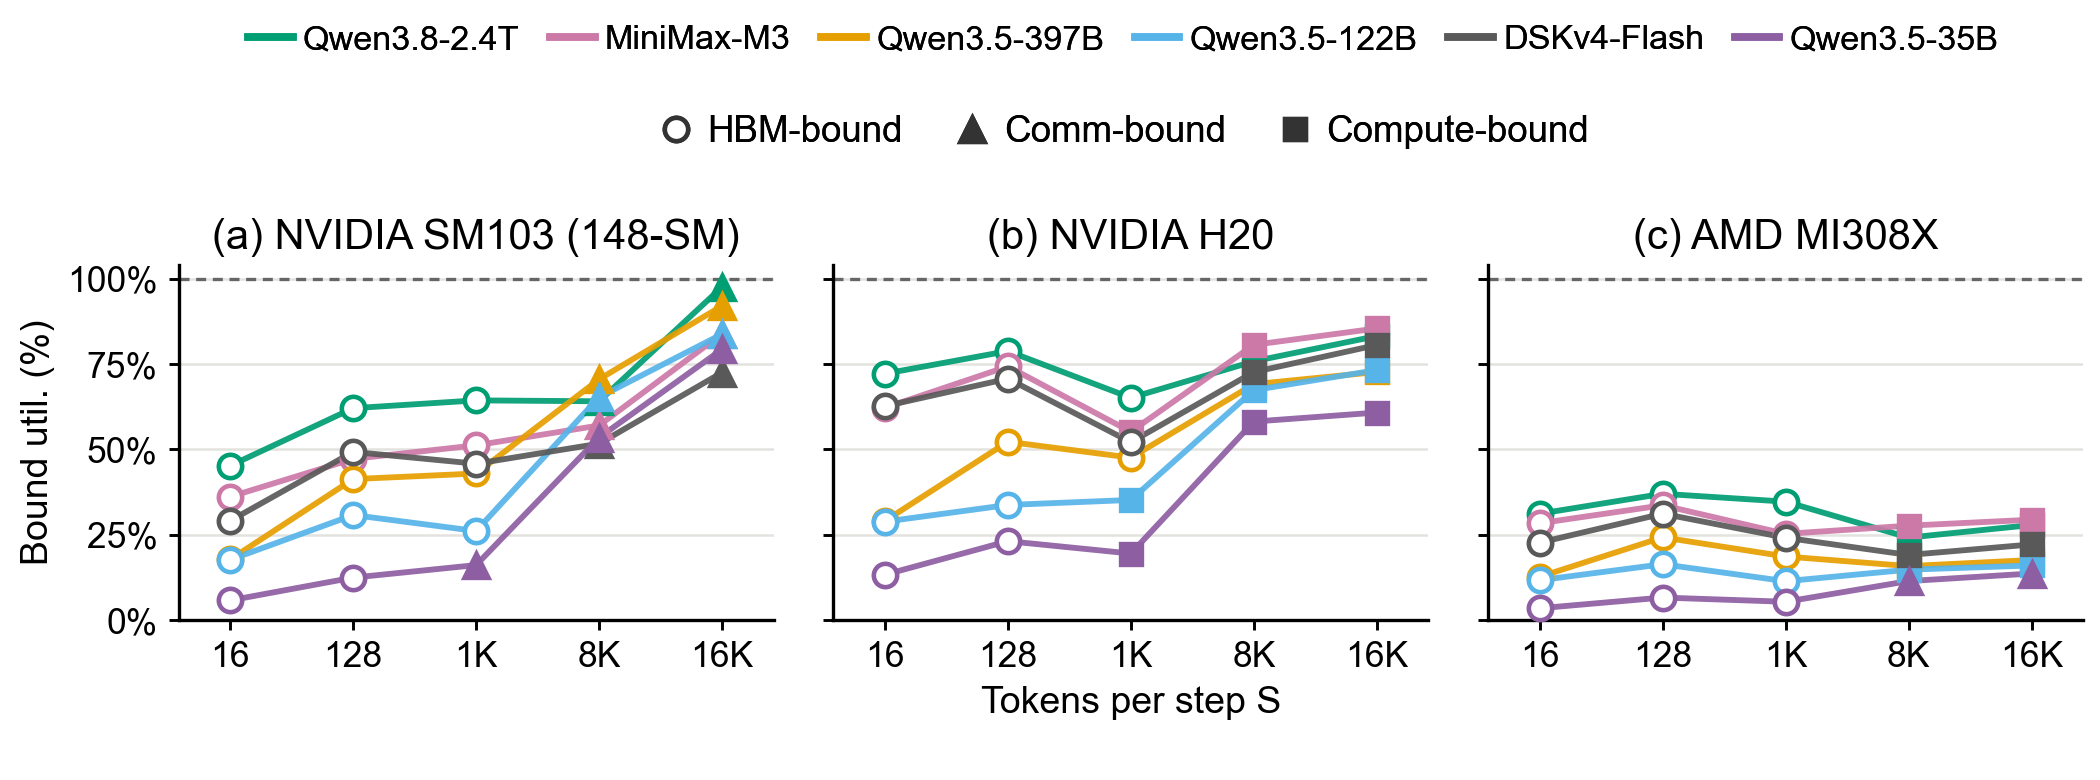 Qwen3.8-2.4T MiniMax-M3 Qwen3.5-397B Qwen3.5-122B DSKv4-Flash Qwen3.5-35B
HBM-bound Comm-bound Compute-bound
(a) NVIDIA SM103 (148-SM) (b) NVIDIA H20 (c) AMD MI308X
Bound util. (%)
100%
75%
50%
25%
0%
16 128 1K 8K 16K 16 128 1K 8K 16K 16 128 1K 8K 16K
Tokens per step S